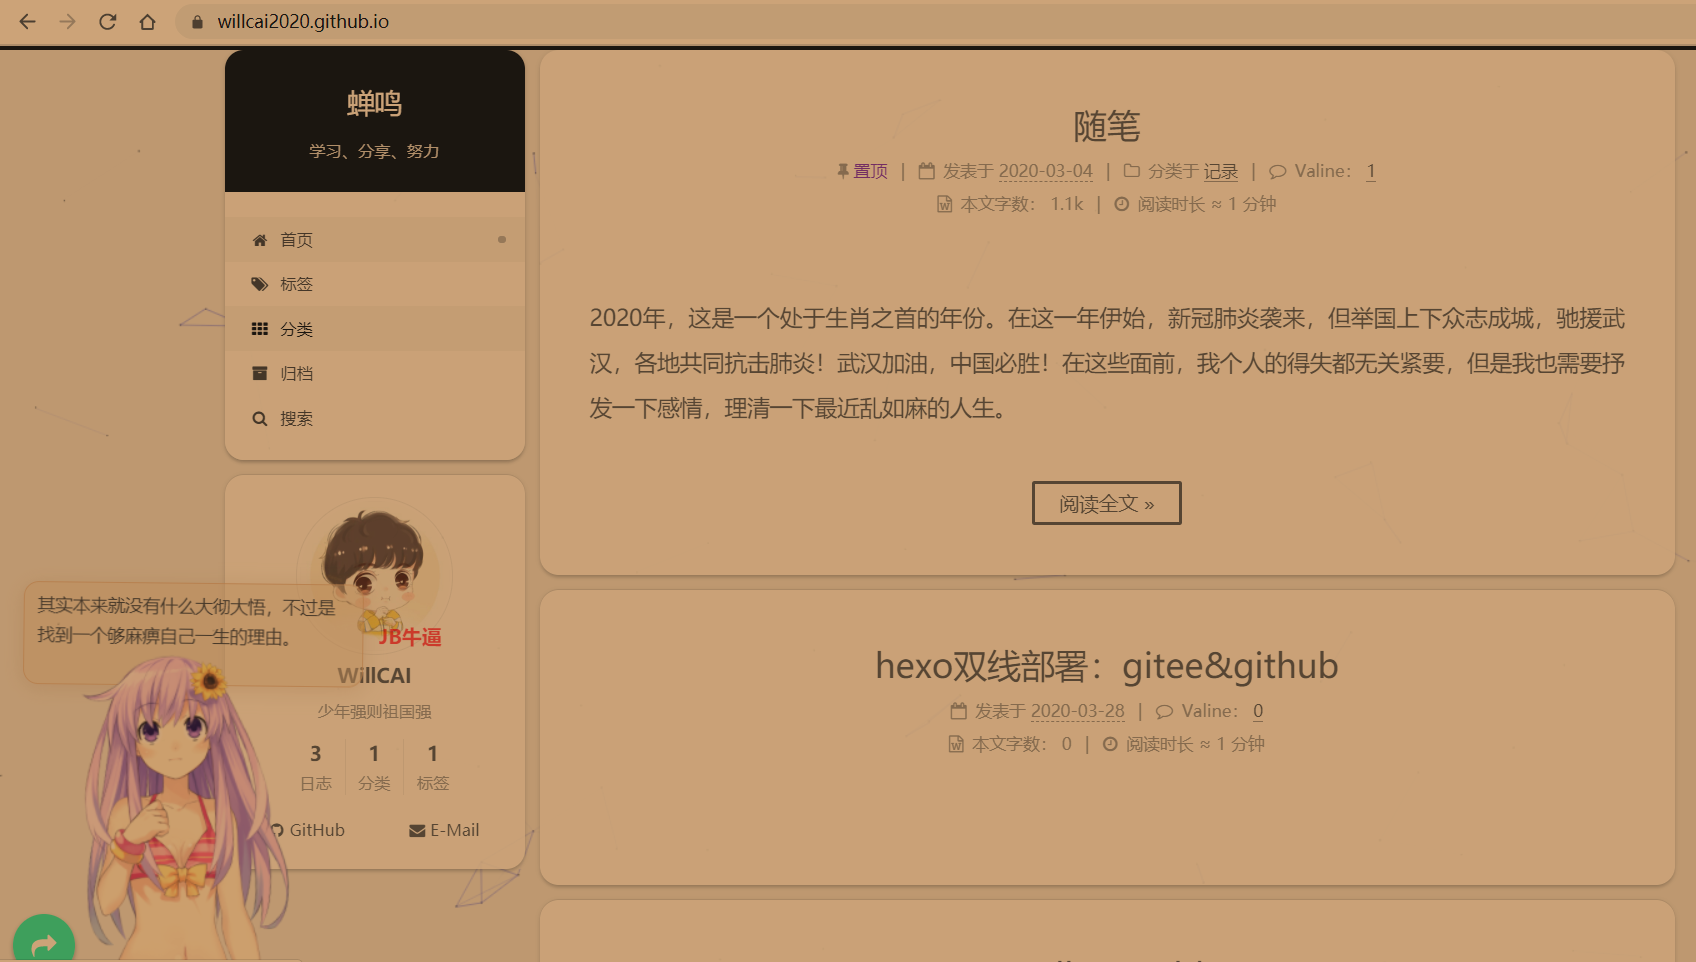 willcai2020.github.io
蝉鸣
学习、分享、努力
首页
标签
分类
归档
搜索
JB牛逼
WillCAI
少年强则祖国强
3 1 1
日志 分类 标签
GitHub E-Mail
其实本来就没有什么大彻大悟，不过是
找到一个够麻痹自己一生的理由。
随笔
置顶 | 发表于 2020-03-04 | 分类于 记录 | Valine： 1
本文字数： 1.1k | 阅读时长 ≈ 1 分钟
2020年，这是一个处于生肖之首的年份。在这一年伊始，新冠肺炎袭来，但举国上下众志成城，驰援武
汉，各地共同抗击肺炎！武汉加油，中国必胜！在这些面前，我个人的得失都无关紧要，但是我也需要抒
发一下感情，理清一下最近乱如麻的人生。
阅读全文 »
hexo双线部署：gitee&github
发表于 2020-03-28 | Valine： 0
本文字数： 0 | 阅读时长 ≈ 1 分钟